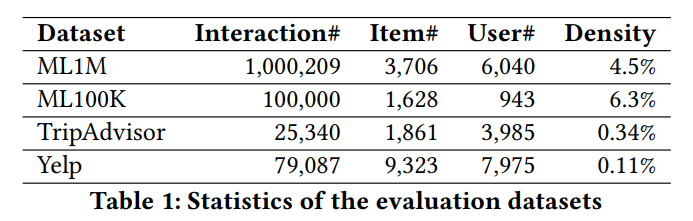 Dataset Interaction# Item# User# Density
ML1M 1,000,209 3,706 6,040 4.5%
ML100K 100,000 1,628 943 6.3%
TripAdvisor 25,340 1,861 3,985 0.34%
Yelp 79,087 9,323 7,975 0.11%
Table 1: Statistics of the evaluation datasets